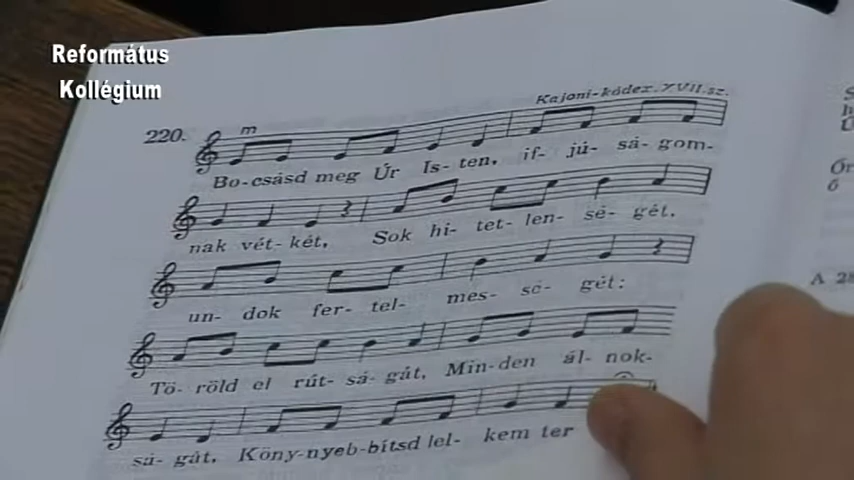 Református
Kollégium
Kajoni-kódex. XVII. sz.
220.
m
Bo-csásd meg Úr Is- ten, if- jú- sá- gom-
nak vét- két, Sok hi- tet- len- sé- gét,
un- dok fer- tel- mes- sé- gét:
Tö- röld el rút- sá- gát, Min- den ál- nok-
sá- gát, Köny- nyeb-bítsd lel- kem ter